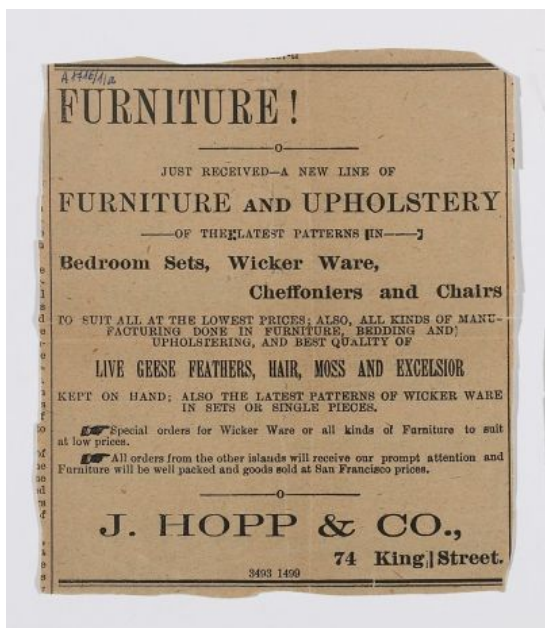 A1716/1/a
FURNITURE!
JUST RECEIVED—A NEW LINE OF
FURNITURE AND UPHOLSTERY
OF THE LATEST PATTERNS IN
Bedroom Sets, Wicker Ware,
Cheffoniers and Chairs
TO SUIT ALL AT THE LOWEST PRICES; ALSO, ALL KINDS OF MANU-
FACTURING DONE IN FURNITURE, BEDDING AND
UPHOLSTERING, AND BEST QUALITY OF
LIVE GEESE FEATHERS, HAIR, MOSS AND EXCELSIOR
KEPT ON HAND; ALSO THE LATEST PATTERNS OF WICKER WARE
IN SETS OR SINGLE PIECES.
Special orders for Wicker Ware or all kinds of Furniture to suit
at low prices.
All orders from the other islands will receive our prompt attention and
Furniture will be well packed and goods sold at San Francisco prices.
J. HOPP & CO.,
74 King Street.
3493 1499